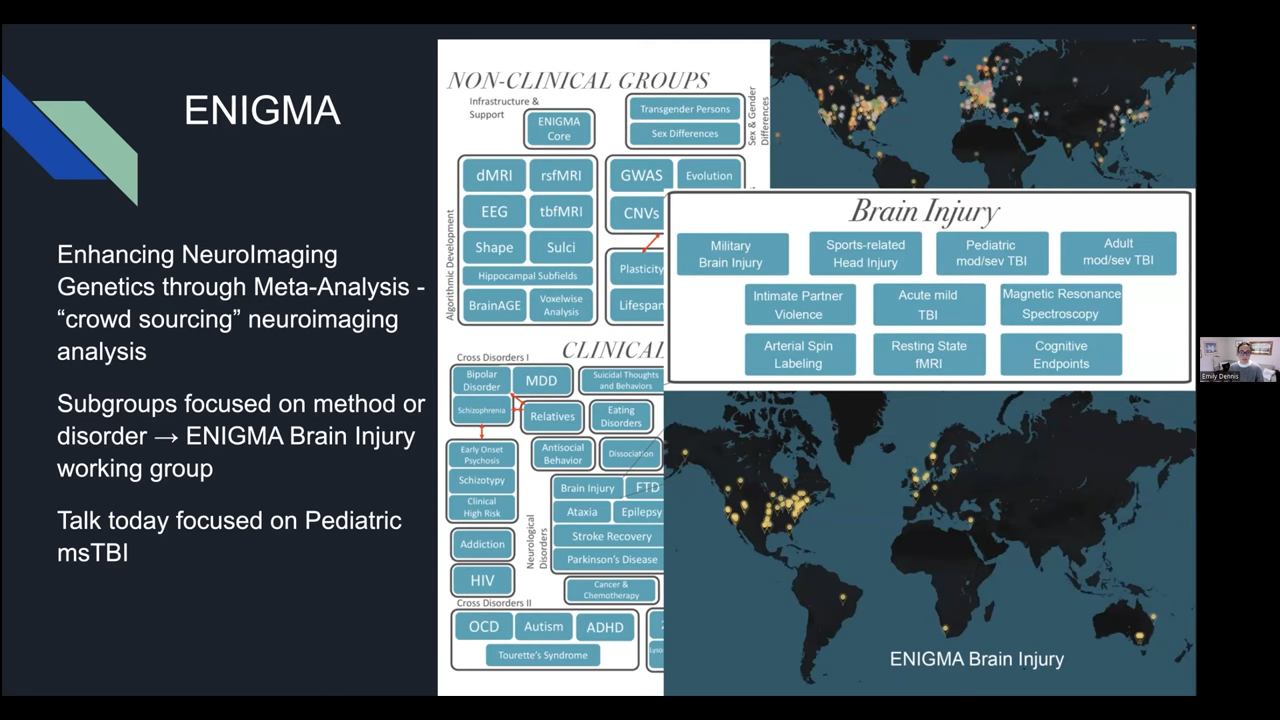 ENIGMA
Enhancing NeuroImaging
Genetics through Meta-Analysis -
“crowd sourcing” neuroimaging
analysis
Subgroups focused on method or
disorder → ENIGMA Brain Injury
working group
Talk today focused on Pediatric
msTBI
NON-CLINICAL GROUPS
Infrastructure &
Support
ENIGMA
Core
Transgender Persons
Sex Differences
Sex & Gender
Differences
Algorithmic Development
dMRI
rsfMRI
EEG
tbfMRI
Shape
Sulci
Hippocampal Subfields
BrainAGE
Voxelwise
Analysis
GWAS
Evolution
CNVs
Plasticity
Lifespan
CLINICAL
Cross Disorders I
Bipolar
Disorder
MDD
Schizophrenia
Suicidal Thoughts
and Behaviors
Relatives
Eating
Disorders
Early Onset
Psychosis
Schizotypy
Clinical
High Risk
Antisocial
Behavior
Dissociation
Neurological
Disorders
Brain Injury
FTD
Ataxia
Epilepsy
Stroke Recovery
Parkinson's Disease
Addiction
HIV
Cancer &
Chemotherapy
Cross Disorders II
OCD
Autism
ADHD
Tourette's Syndrome
Brain Injury
Military
Brain Injury
Sports-related
Head Injury
Pediatric
mod/sev TBI
Adult
mod/sev TBI
Intimate Partner
Violence
Acute mild
TBI
Magnetic Resonance
Spectroscopy
Arterial Spin
Labeling
Resting State
fMRI
Cognitive
Endpoints
ENIGMA Brain Injury
Emily Dennis